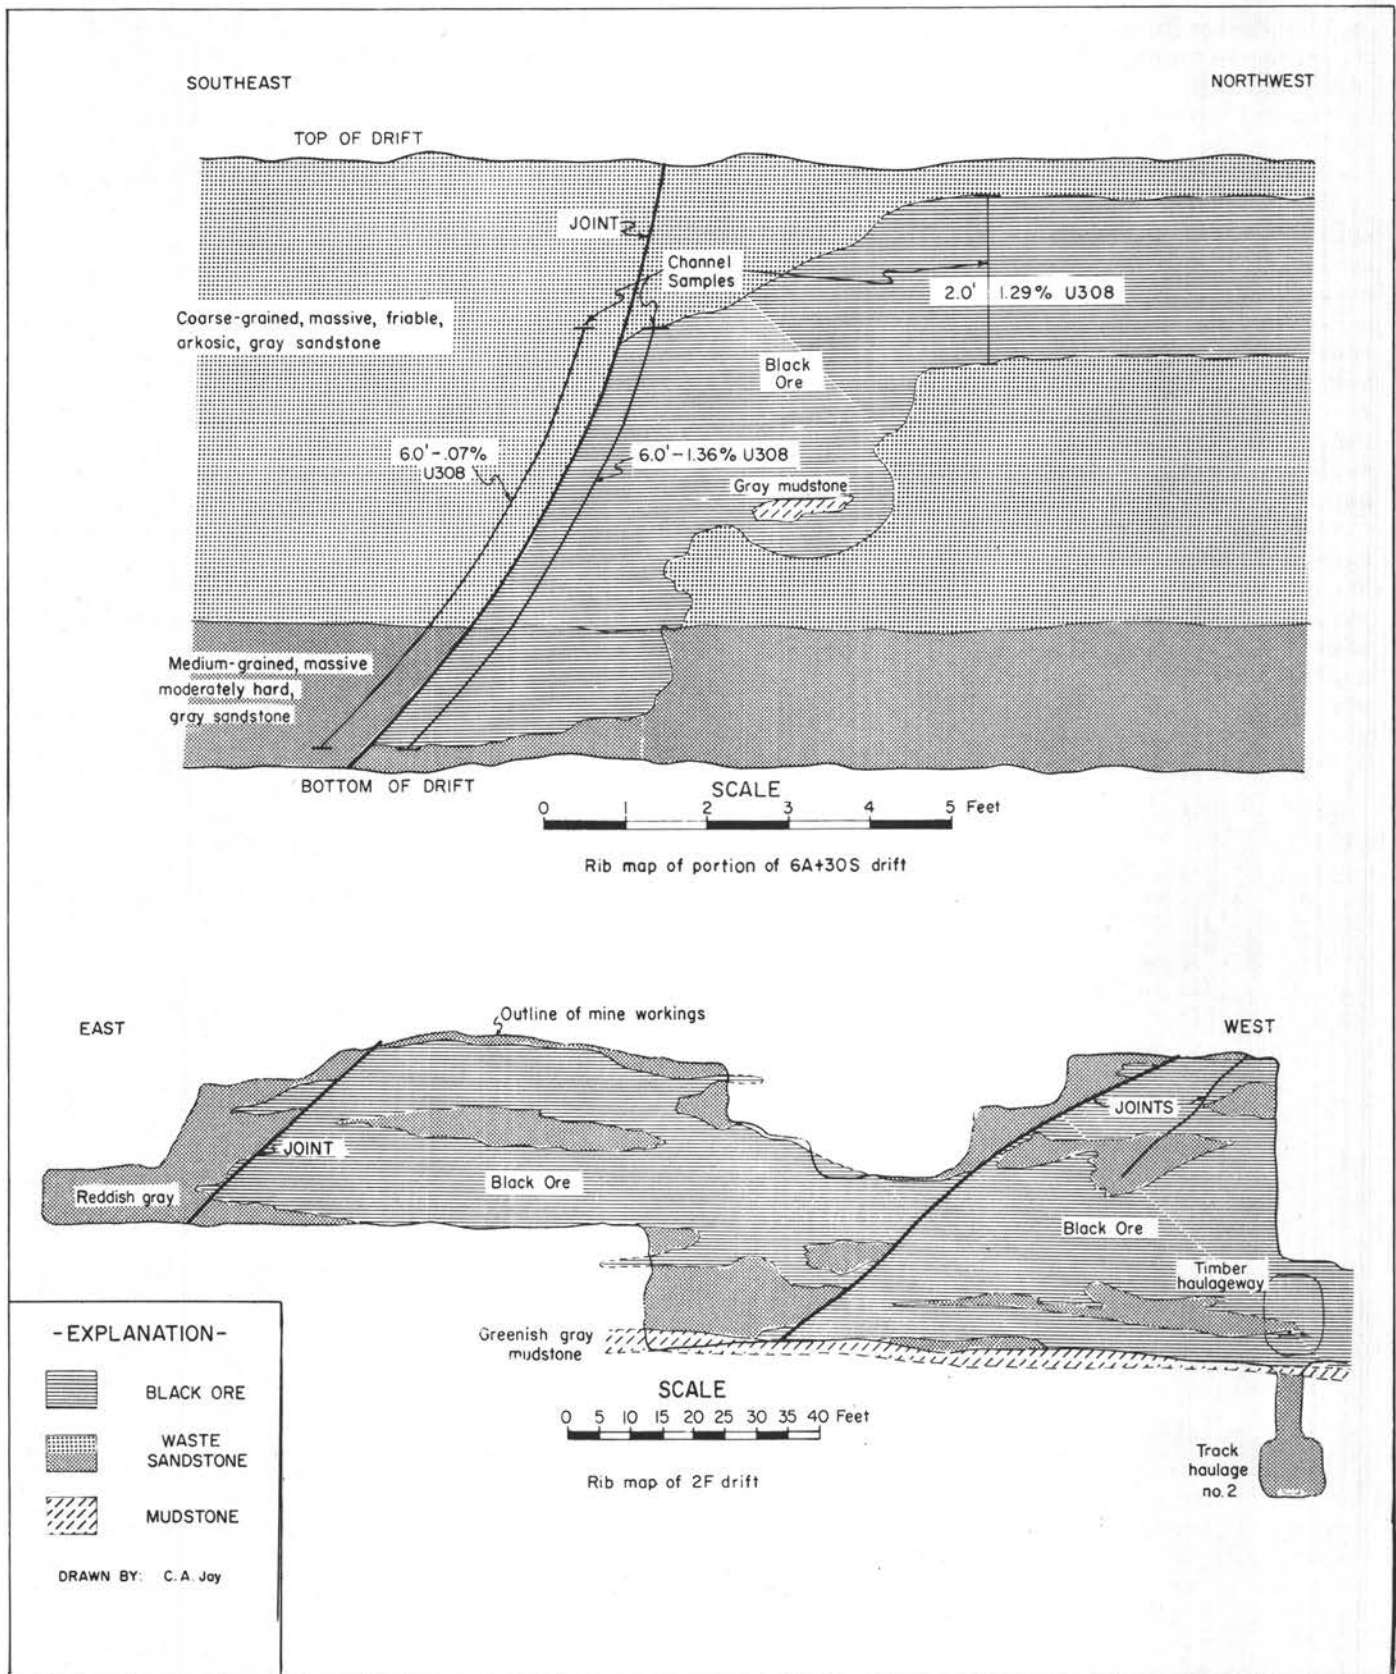 SOUTHEAST
NORTHWEST
TOP OF DRIFT
JOINT
Channel
Samples
2.0' 1.29% U308
Coarse-grained, massive, friable,
arkosic, gray sandstone
Black
Ore
6.0'-.07%
U308
6.0'-1.36% U308
Gray mudstone
Medium-grained, massive
moderately hard,
gray sandstone
BOTTOM OF DRIFT
SCALE
0 1 2 3 4 5 Feet
Rib map of portion of 6A+30S drift
EAST
Outline of mine workings
WEST
JOINTS
JOINT
Reddish gray
Black Ore
Black Ore
Timber
haulageway
Greenish gray
mudstone
SCALE
0 5 10 15 20 25 30 35 40 Feet
Rib map of 2F drift
Track
haulage
no. 2
-EXPLANATION-
BLACK ORE
WASTE
SANDSTONE
MUDSTONE
DRAWN BY: C. A. Jay